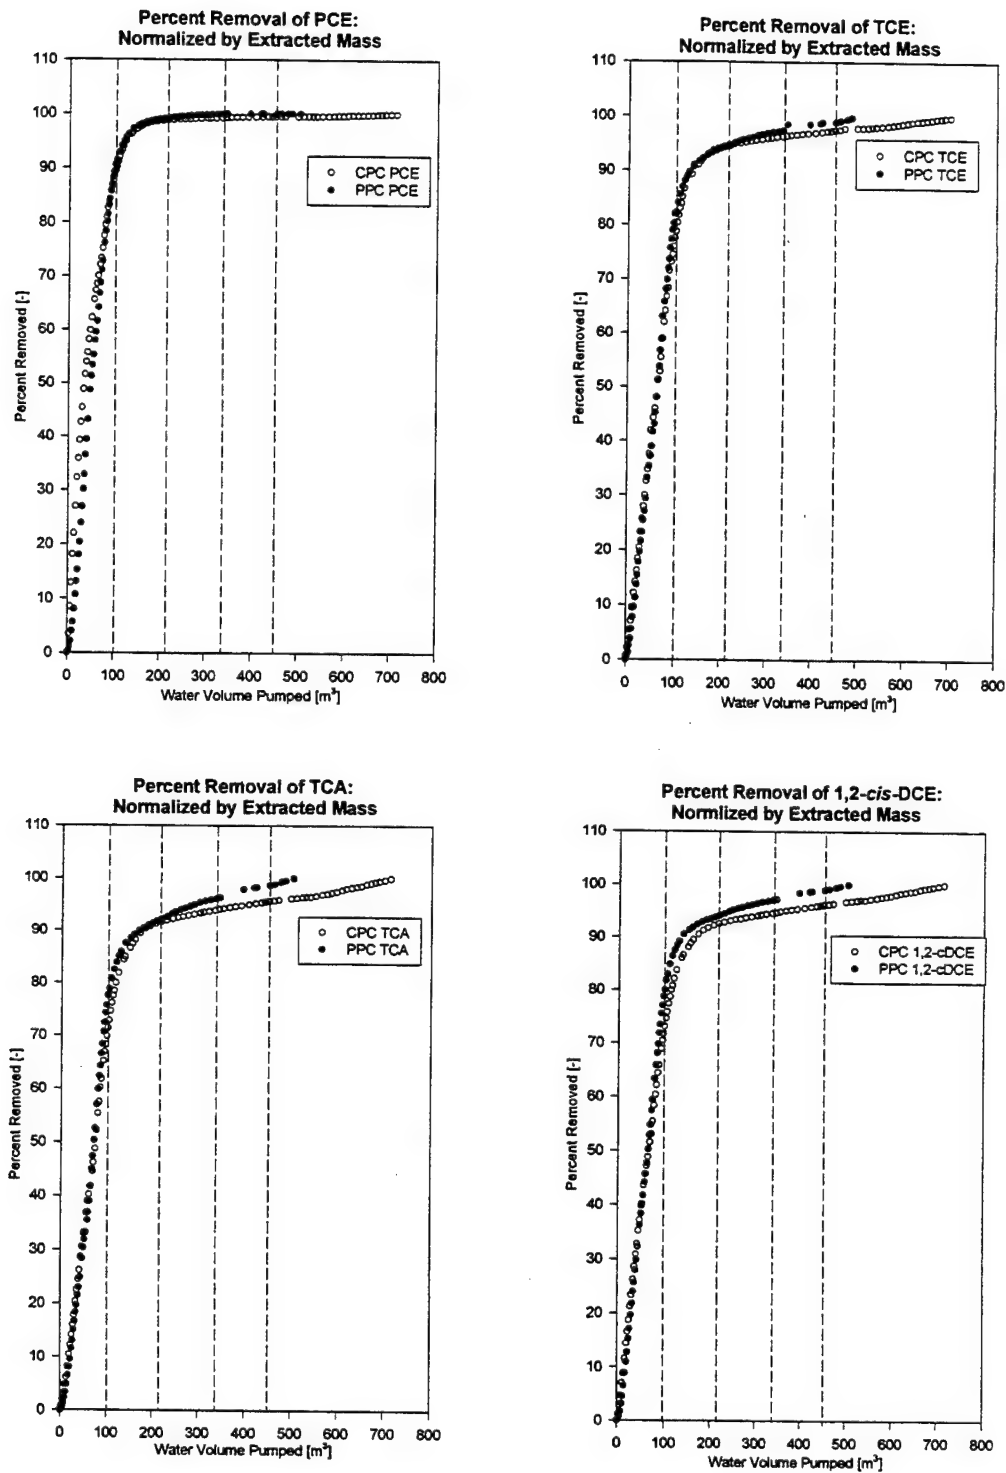 Percent Removal of PCE:
Normalized by Extracted Mass
110
100
90
80
70
60
50
40
30
20
10
0
Percent Removed [-]
CPC PCE
PPC PCE
0 100 200 300 400 500 600 700 800
Water Volume Pumped [m³]
Percent Removal of TCE:
Normalized by Extracted Mass
110
100
90
80
70
60
50
40
30
20
10
0
Percent Removed [-]
CPC TCE
PPC TCE
0 100 200 300 400 500 600 700 800
Water Volume Pumped [m³]
Percent Removal of TCA:
Normalized by Extracted Mass
110
100
90
80
70
60
50
40
30
20
10
0
Percent Removed [-]
CPC TCA
PPC TCA
0 100 200 300 400 500 600 700 800
Water Volume Pumped [m³]
Percent Removal of 1,2-cis-DCE:
Normlized by Extracted Mass
110
100
90
80
70
60
50
40
30
20
10
0
Percent Removed [-]
CPC 1,2-cDCE
PPC 1,2-cDCE
0 100 200 300 400 500 600 700 800
Water Volume Pumped [m³]